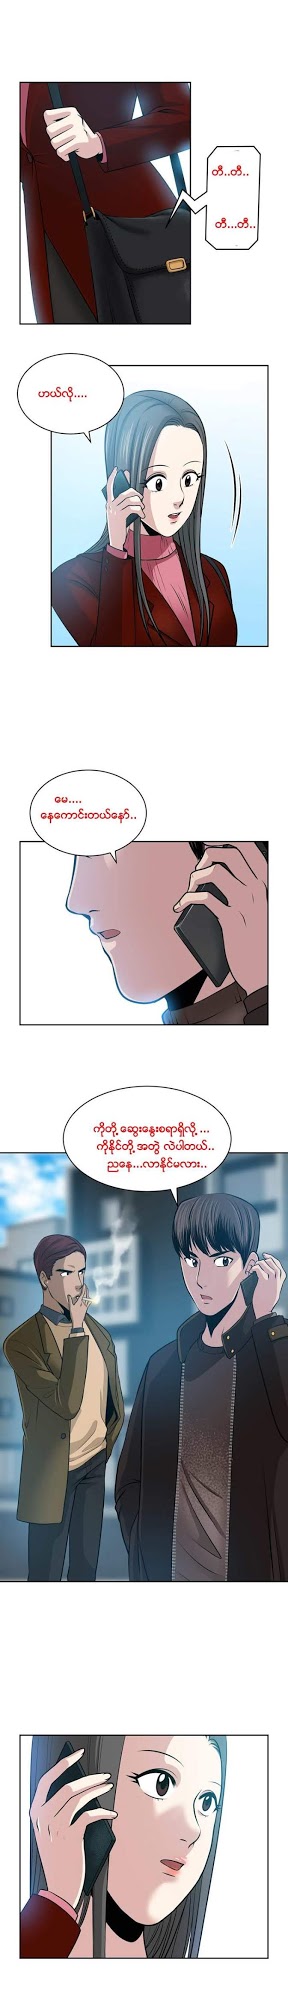 တီ..တီ..
တီ...တီ..
ဟယ်လို....
မေ....
နေကောင်းတယ်နော်..
ကိုတို့ ဆွေးနွေးစရာရှိလို့ ...
ကိုနိုင်တို့ အတွဲ လဲပါတယ်..
ညနေ...လာနိုင်မလား..